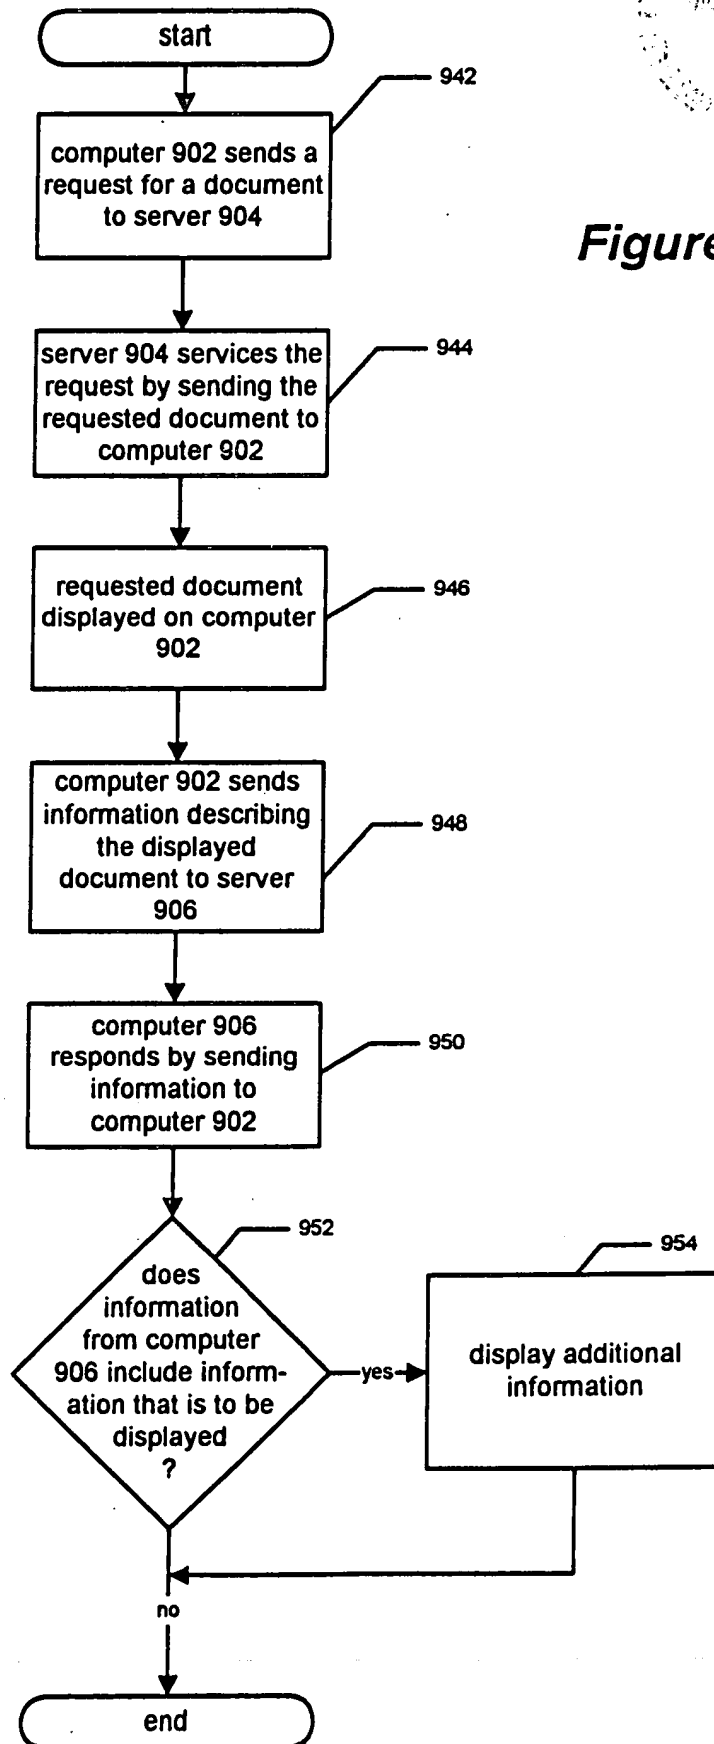 start
942
computer 902 sends a
request for a document
to server 904
Figure
server 904 services the
request by sending the
requested document to
computer 902
944
requested document
displayed on computer
902
946
computer 902 sends
information describing
the displayed
document to server
906
948
computer 906
responds by sending
information to
computer 902
950
952
does
information
from computer
906 include inform-
ation that is to be
displayed
?
yes
954
display additional
information
no
end